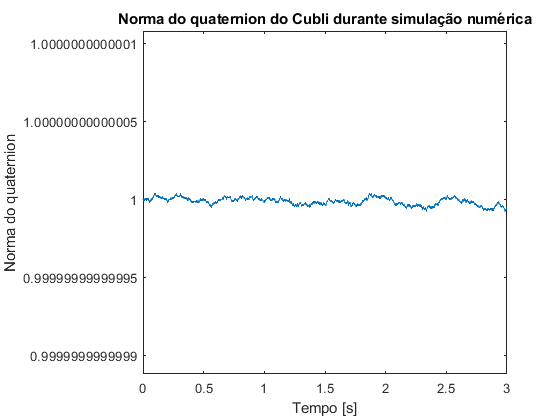 Norma do quaternion do Cubli durante simulação numérica
1.0000000000001
1.00000000000005
1
0.99999999999995
0.9999999999999
Norma do quaternion
0 0.5 1 1.5 2 2.5 3
Tempo [s]